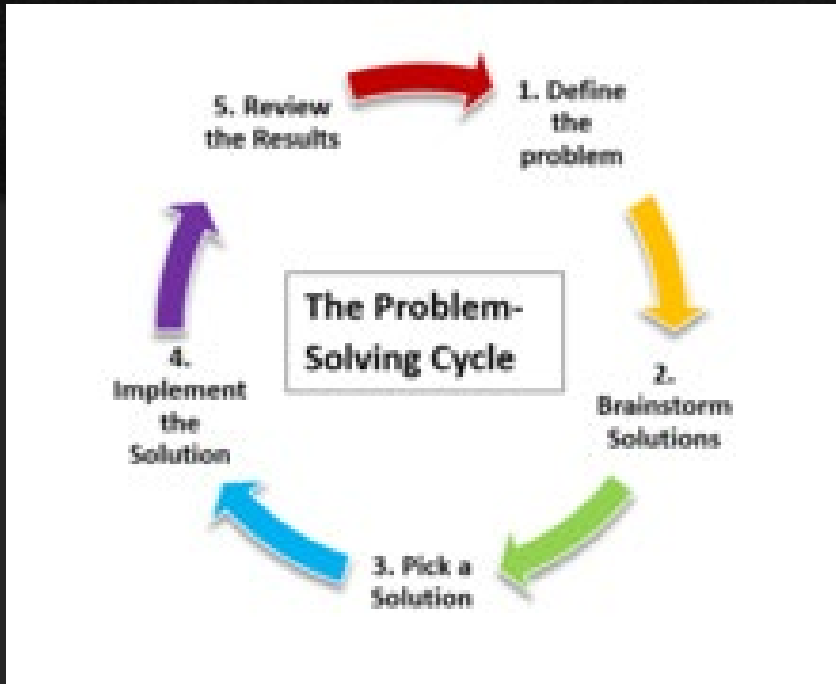 The Problem-
Solving Cycle
1. Define
the
problem
2.
Brainstorm
Solutions
3. Pick a
Solution
4.
Implement
the
Solution
5. Review
the Results